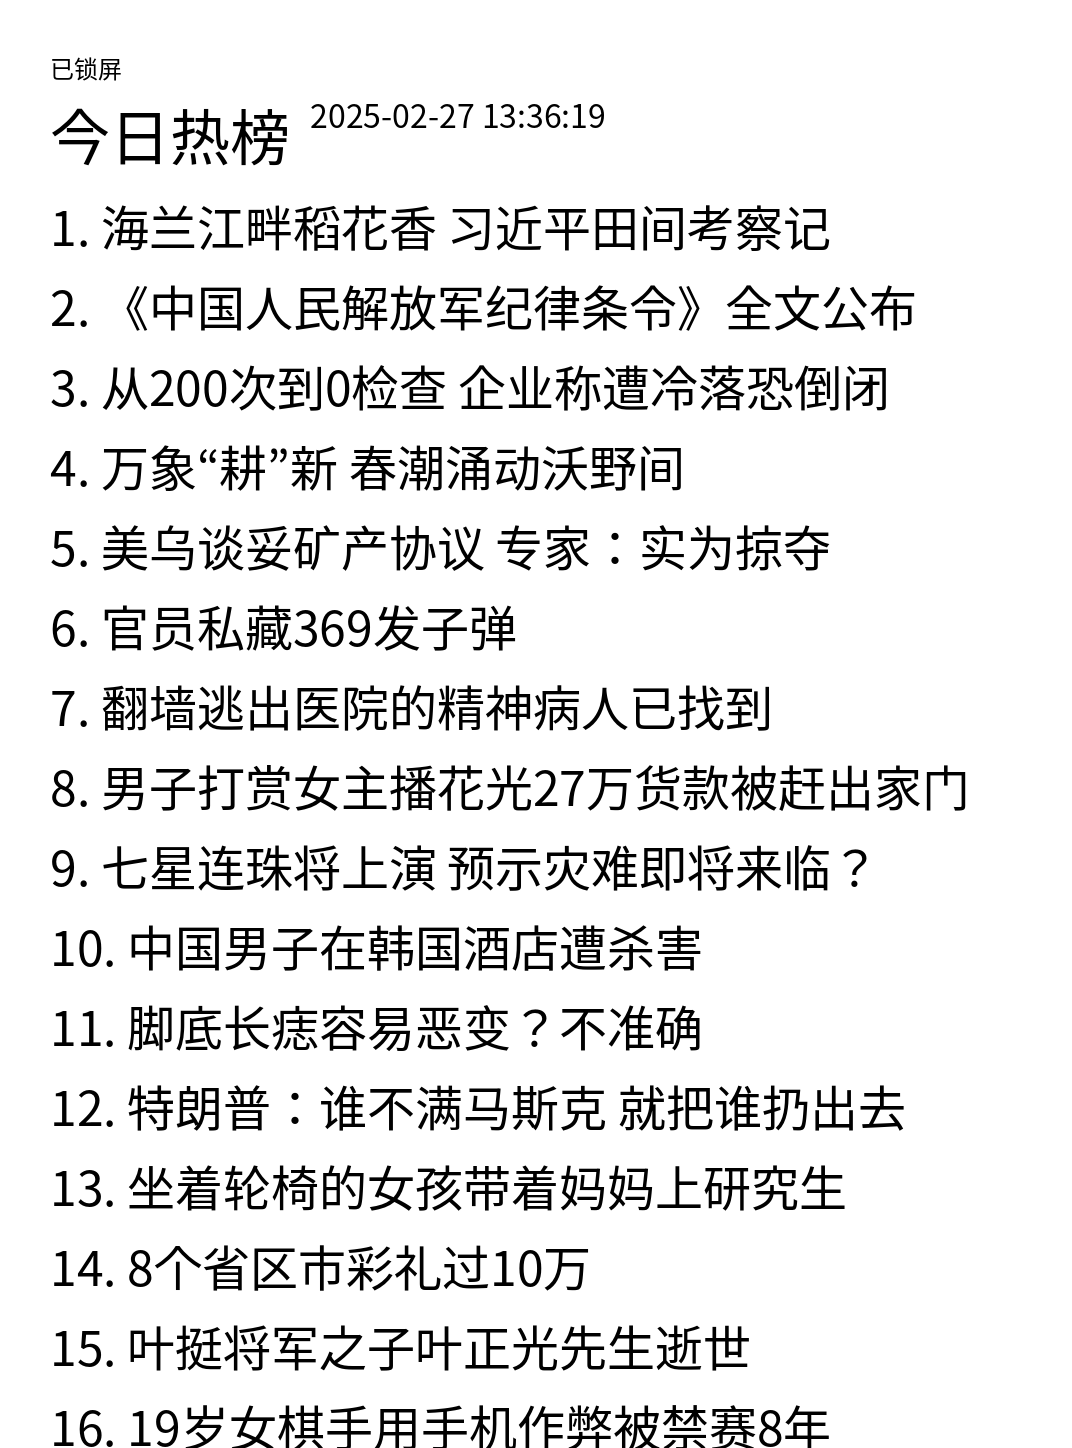 已锁屏
今日热榜 2025-02-27 13:36:19
1. 海兰江畔稻花香 习近平田间考察记
2. 《中国人民解放军纪律条令》全文公布
3. 从200次到0检查 企业称遭冷落恐倒闭
4. 万象“耕”新 春潮涌动沃野间
5. 美乌谈妥矿产协议 专家：实为掠夺
6. 官员私藏369发子弹
7. 翻墙逃出医院的精神病人已找到
8. 男子打赏女主播花光27万货款被赶出家门
9. 七星连珠将上演 预示灾难即将来临？
10. 中国男子在韩国酒店遭杀害
11. 脚底长痣容易恶变？不准确
12. 特朗普：谁不满马斯克 就把谁扔出去
13. 坐着轮椅的女孩带着妈妈上研究生
14. 8个省区市彩礼过10万
15. 叶挺将军之子叶正光先生逝世
16. 19岁女棋手用手机作弊被禁赛8年